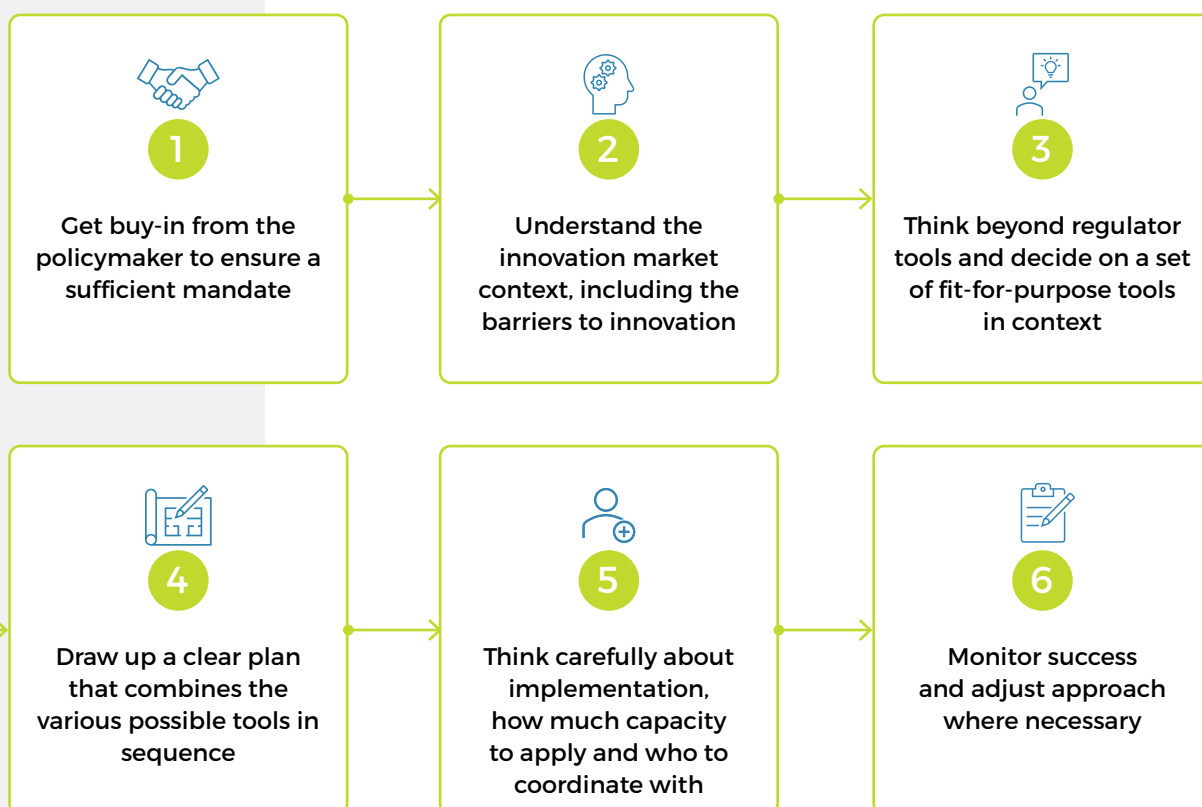 1
Get buy-in from the
policymaker to ensure a
sufficient mandate
2
Understand the
innovation market
context, including the
barriers to innovation
3
Think beyond regulator
tools and decide on a set
of fit-for-purpose tools
in context
4
Draw up a clear plan
that combines the
various possible tools in
sequence
5
Think carefully about
implementation,
how much capacity
to apply and who to
coordinate with
6
Monitor success
and adjust approach
where necessary